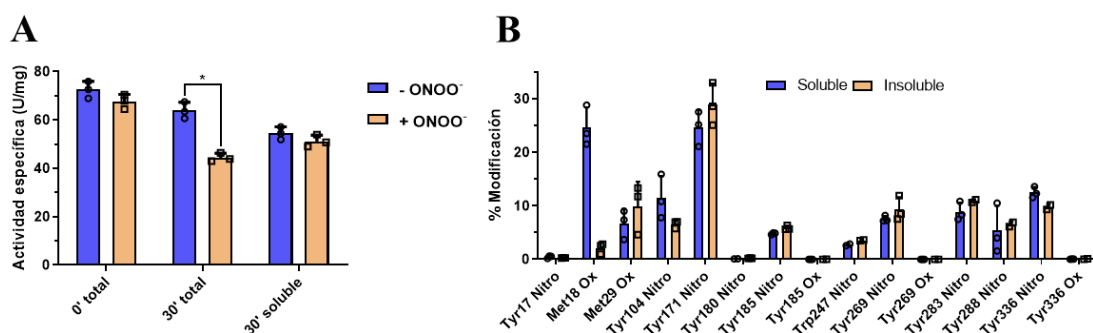 A
Actividad específica (U/mg)
80
60
40
20
0
*
0' total
30' total
30' soluble
- ONOO⁻
+ ONOO⁻
B
% Modificación
30
20
10
0
Soluble
Insoluble
Tyr17 Nitro
Met18 Ox
Met29 Ox
Tyr104 Nitro
Tyr171 Nitro
Tyr180 Nitro
Tyr185 Nitro
Tyr185 Ox
Trp247 Nitro
Tyr269 Nitro
Tyr269 Ox
Tyr283 Nitro
Tyr288 Nitro
Tyr336 Nitro
Tyr336 Ox